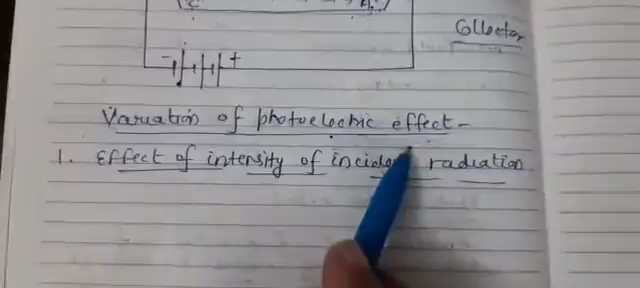 C
Collector
- +
Variation of photoelectric effect -
1. Effect of intensity of incident radiation